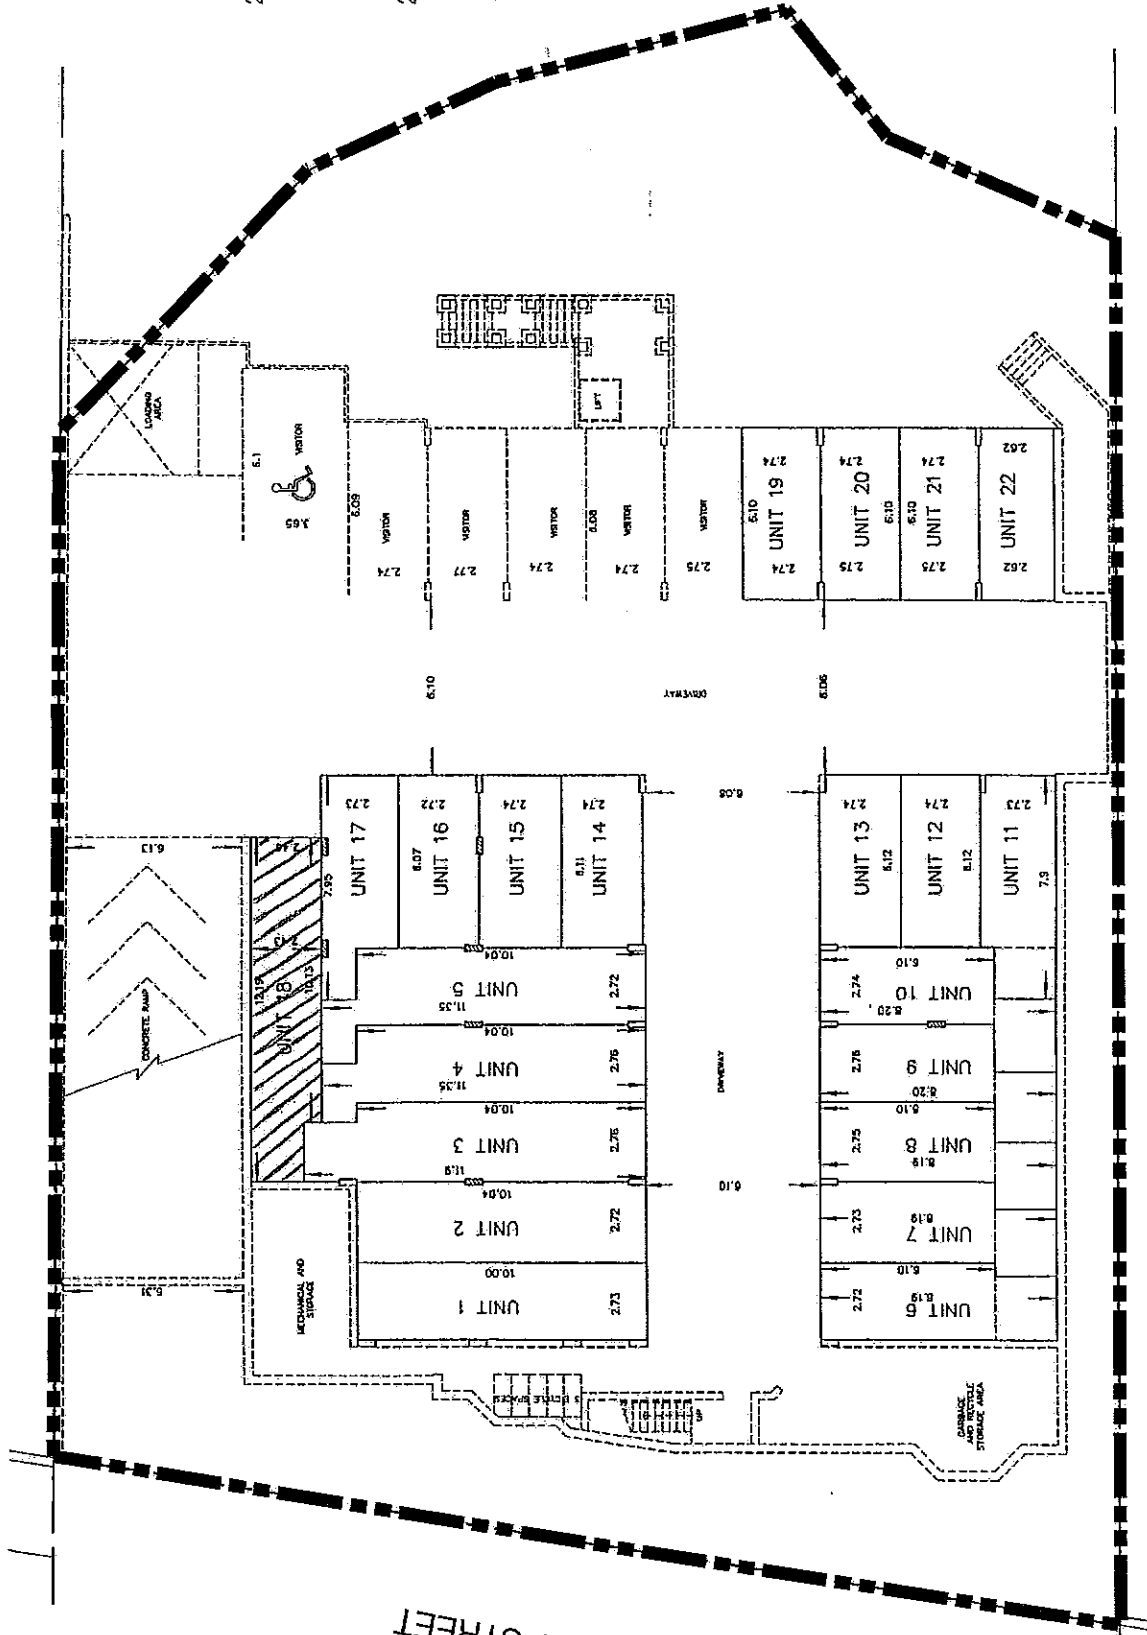 LOADING
AREA
6.1
VISITOR
3.65
6.09
VISITOR
2.74
VISITOR
2.77
VISITOR
2.74
6.08
VISITOR
2.74
VISITOR
2.75
LIFT
6.10
2.74
UNIT 19
2.74
2.74
UNIT 20
2.75
6.10
2.74
UNIT 21
2.75
6.10
2.62
UNIT 22
2.62
6.10
DRIVEWAY
6.06
6.08
6.13
CONCRETE RAMP
2.73
UNIT 17
7.95
2.72
UNIT 16
6.07
2.74
UNIT 15
2.74
UNIT 14
6.11
2.74
UNIT 13
6.12
2.74
UNIT 12
6.12
2.73
UNIT 11
7.9
12.19
UNIT 18
10.13
10.04
UNIT 5
11.35
2.72
10.04
UNIT 4
11.35
2.76
10.04
UNIT 3
11.9
2.76
10.04
UNIT 2
2.72
10.00
UNIT 1
2.73
DRIVEWAY
6.10
6.10
2.74
UNIT 10
8.20
2.76
UNIT 9
8.20
6.10
2.75
UNIT 8
8.19
2.73
UNIT 7
8.19
6.10
2.72
UNIT 6
8.19
6.31
MECHANICAL AND
STORAGE
UP
GARBAGE
AND RECYCLE
STORAGE AREA
STREET